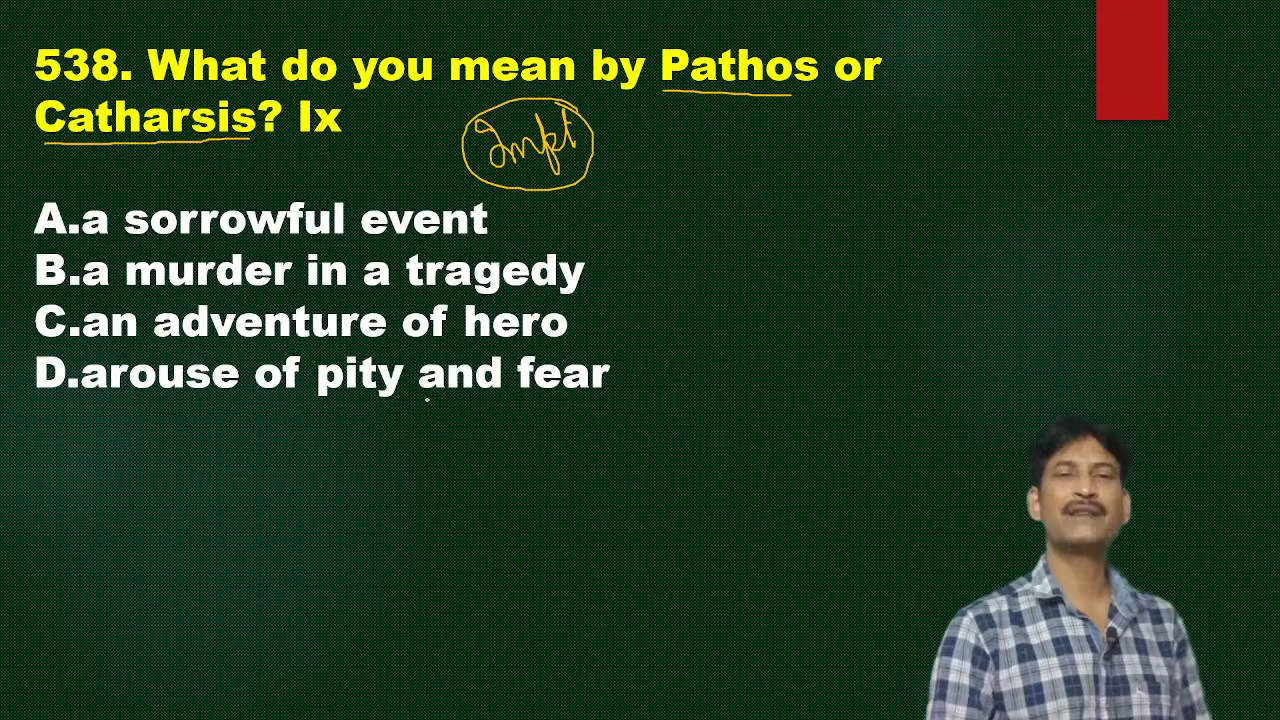 538. What do you mean by Pathos or
Catharsis? Ix
Impt
A.a sorrowful event
B.a murder in a tragedy
C.an adventure of hero
D.arouse of pity and fear